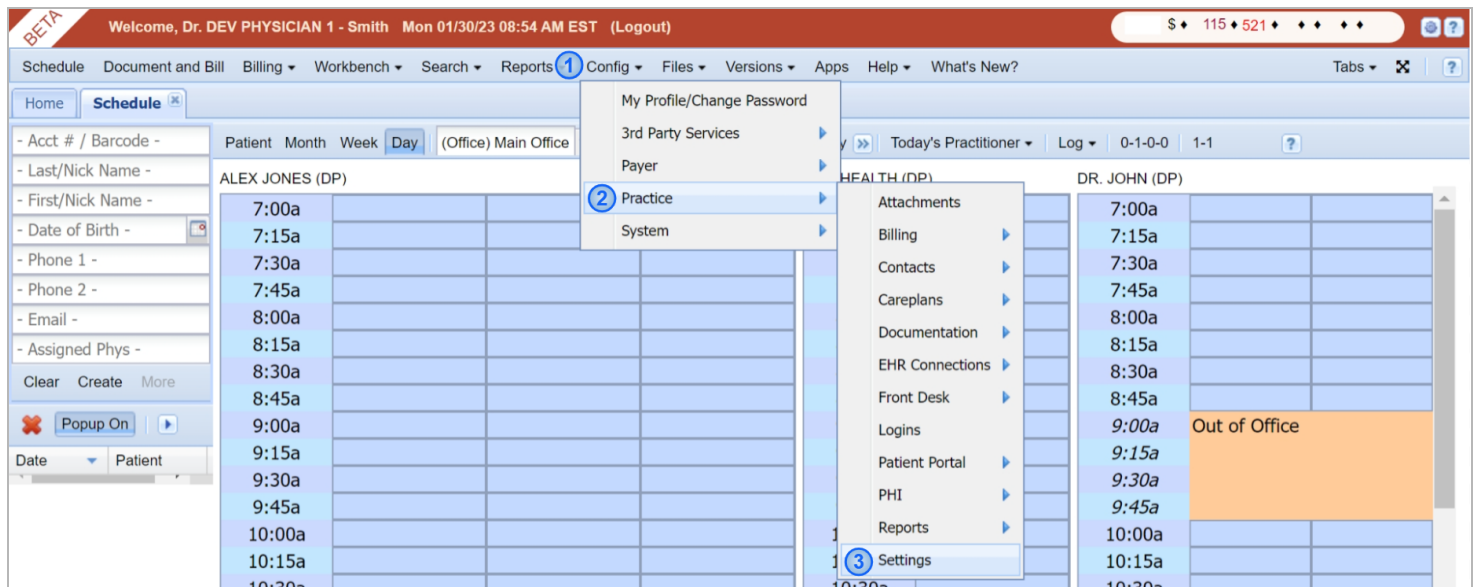 BETA
Welcome, Dr. DEV PHYSICIAN 1 - Smith Mon 01/30/23 08:54 AM EST (Logout)
$ ♦ 115 ♦ 521 ♦ ♦ ♦ ♦ ♦
?
Schedule Document and Bill Billing Workbench Search Reports 1 Config Files Versions Apps Help What's New? Tabs ?
Home Schedule
- Acct # / Barcode -
- Last/Nick Name -
- First/Nick Name -
- Date of Birth -
- Phone 1 -
- Phone 2 -
- Email -
- Assigned Phys -
Clear Create More
Popup On
Date Patient
Patient Month Week Day (Office) Main Office
y Today's Practitioner Log 0-1-0-0 1-1 ?
My Profile/Change Password
3rd Party Services
Payer
2 Practice
System
Attachments
Billing
Contacts
Careplans
Documentation
EHR Connections
Front Desk
Logins
Patient Portal
PHI
Reports
3 Settings
ALEX JONES (DP)
7:00a
7:15a
7:30a
7:45a
8:00a
8:15a
8:30a
8:45a
9:00a
9:15a
9:30a
9:45a
10:00a
10:15a
10:30a
HEALTH (DP)
10:30a
DR. JOHN (DP)
7:00a
7:15a
7:30a
7:45a
8:00a
8:15a
8:30a
8:45a
9:00a Out of Office
9:15a
9:30a
9:45a
10:00a
10:15a
10:30a